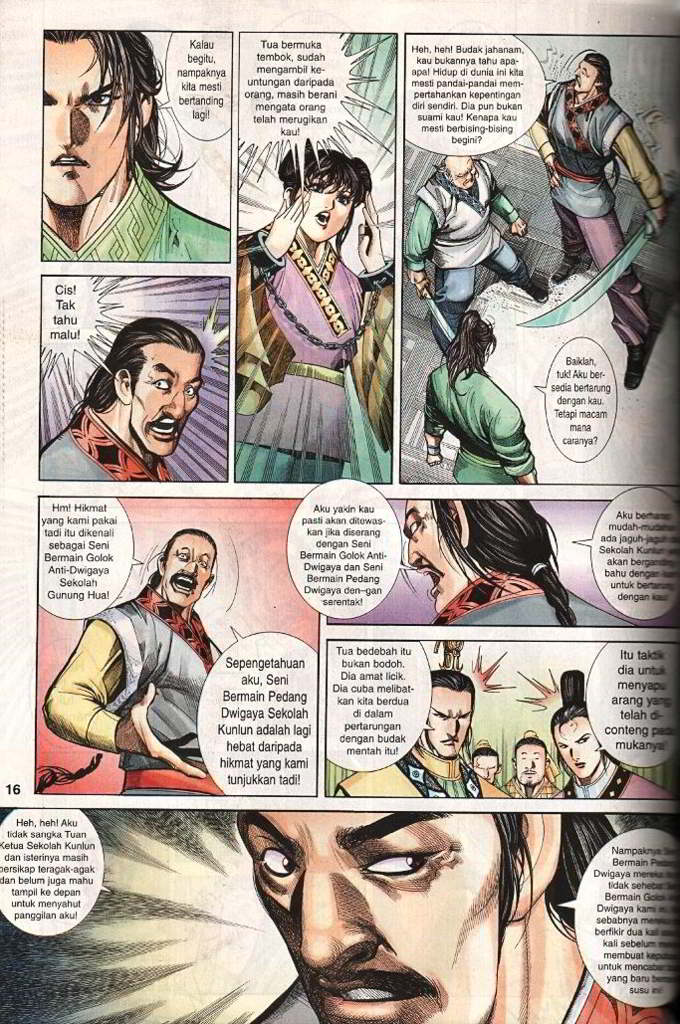 Kalau
begitu,
nampaknya
kita mesti
bertanding
lagi!
Tua bermuka
tembok, sudah
mengambil ke-
untungan daripada
orang, masih berani
mengata orang
telah merugikan
kau!
Heh, heh! Budak jahanam,
kau bukannya tahu apa-
apa! Hidup di dunia ini kita
mesti pandai-pandai mem-
pertahankan kepentingan
diri sendiri. Dia pun bukan
suami kau! Kenapa kau
mesti berbising-bising
begini?
Cis!
Tak
tahu
malu!
Baiklah,
tuk! Aku ber-
sedia bertarung
dengan kau.
Tetapi macam
mana
caranya?
Hm! Hikmat
yang kami pakai
tadi itu dikenali
sebagai Seni
Bermain Golok
Anti-Dwigaya
Sekolah
Gunung Hua!
Sepengetahuan
aku, Seni
Bermain Pedang
Dwigaya Sekolah
Kunlun adalah lagi
hebat daripada
hikmat yang kami
tunjukkan tadi!
Aku yakin kau
pasti akan ditewas-
kan jika diserang
dengan Seni
Bermain Golok Anti-
Dwigaya dan Seni
Bermain Pedang
Dwigaya den-gan
serentak!
Aku
mudah-mudahan
ada jaguh-jaguh
Sekolah Kunlun
akan berganding
bahu dengan
untuk bertarung
dengan kau!
Tua bedebah itu
bukan bodoh.
Dia amat licik.
Dia cuba melibat-
kan kita berdua
di dalam
pertarungan
dengan budak
mentah itu!
Itu taktik
dia untuk
menyapu
arang yang
telah di-
conteng pada
mukanya!
16
Heh, heh! Aku
tidak sangka Tuan
Ketua Sekolah Kunlun
dan isterinya masih
bersikap teragak-agak
dan belum juga mahu
tampil ke depan
untuk menyahut
panggilan aku!
Nampaknya
Bermain Pedang
Dwigaya mereka
tidak sehebat
Bermain Golok
Dwigaya kami
sebabnya mereka
berfikir dua kali
kali sebelum
membuat
untuk mencabar
yang baru
susu ini!